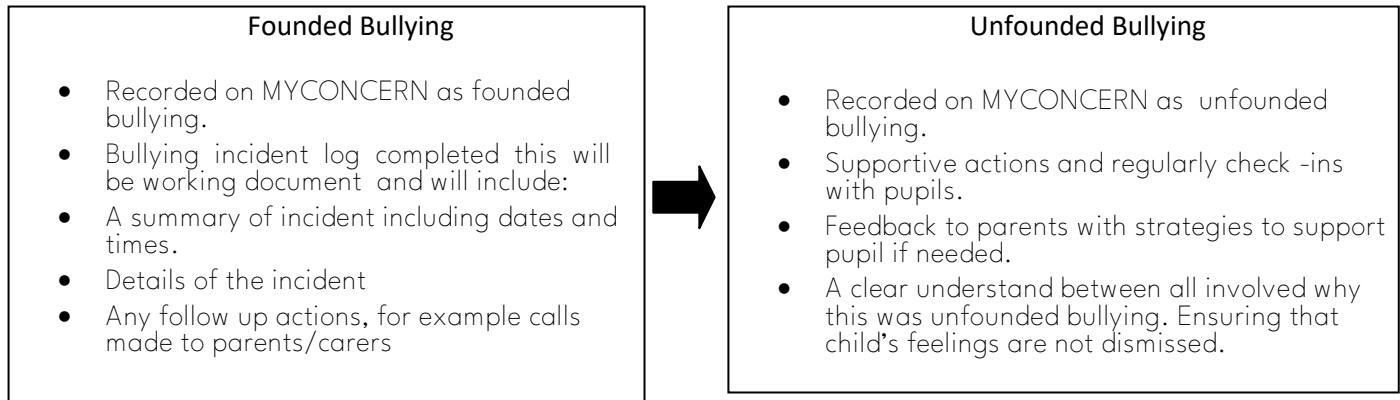 Founded Bullying
• Recorded on MYCONCERN as founded
bullying.
• Bullying incident log completed this will
be working document and will include:
• A summary of incident including dates and
times.
• Details of the incident
• Any follow up actions, for example calls
made to parents/carers
Unfounded Bullying
• Recorded on MYCONCERN as unfounded
bullying.
• Supportive actions and regularly check -ins
with pupils.
• Feedback to parents with strategies to support
pupil if needed.
• A clear understand between all involved why
this was unfounded bullying. Ensuring that
child’s feelings are not dismissed.